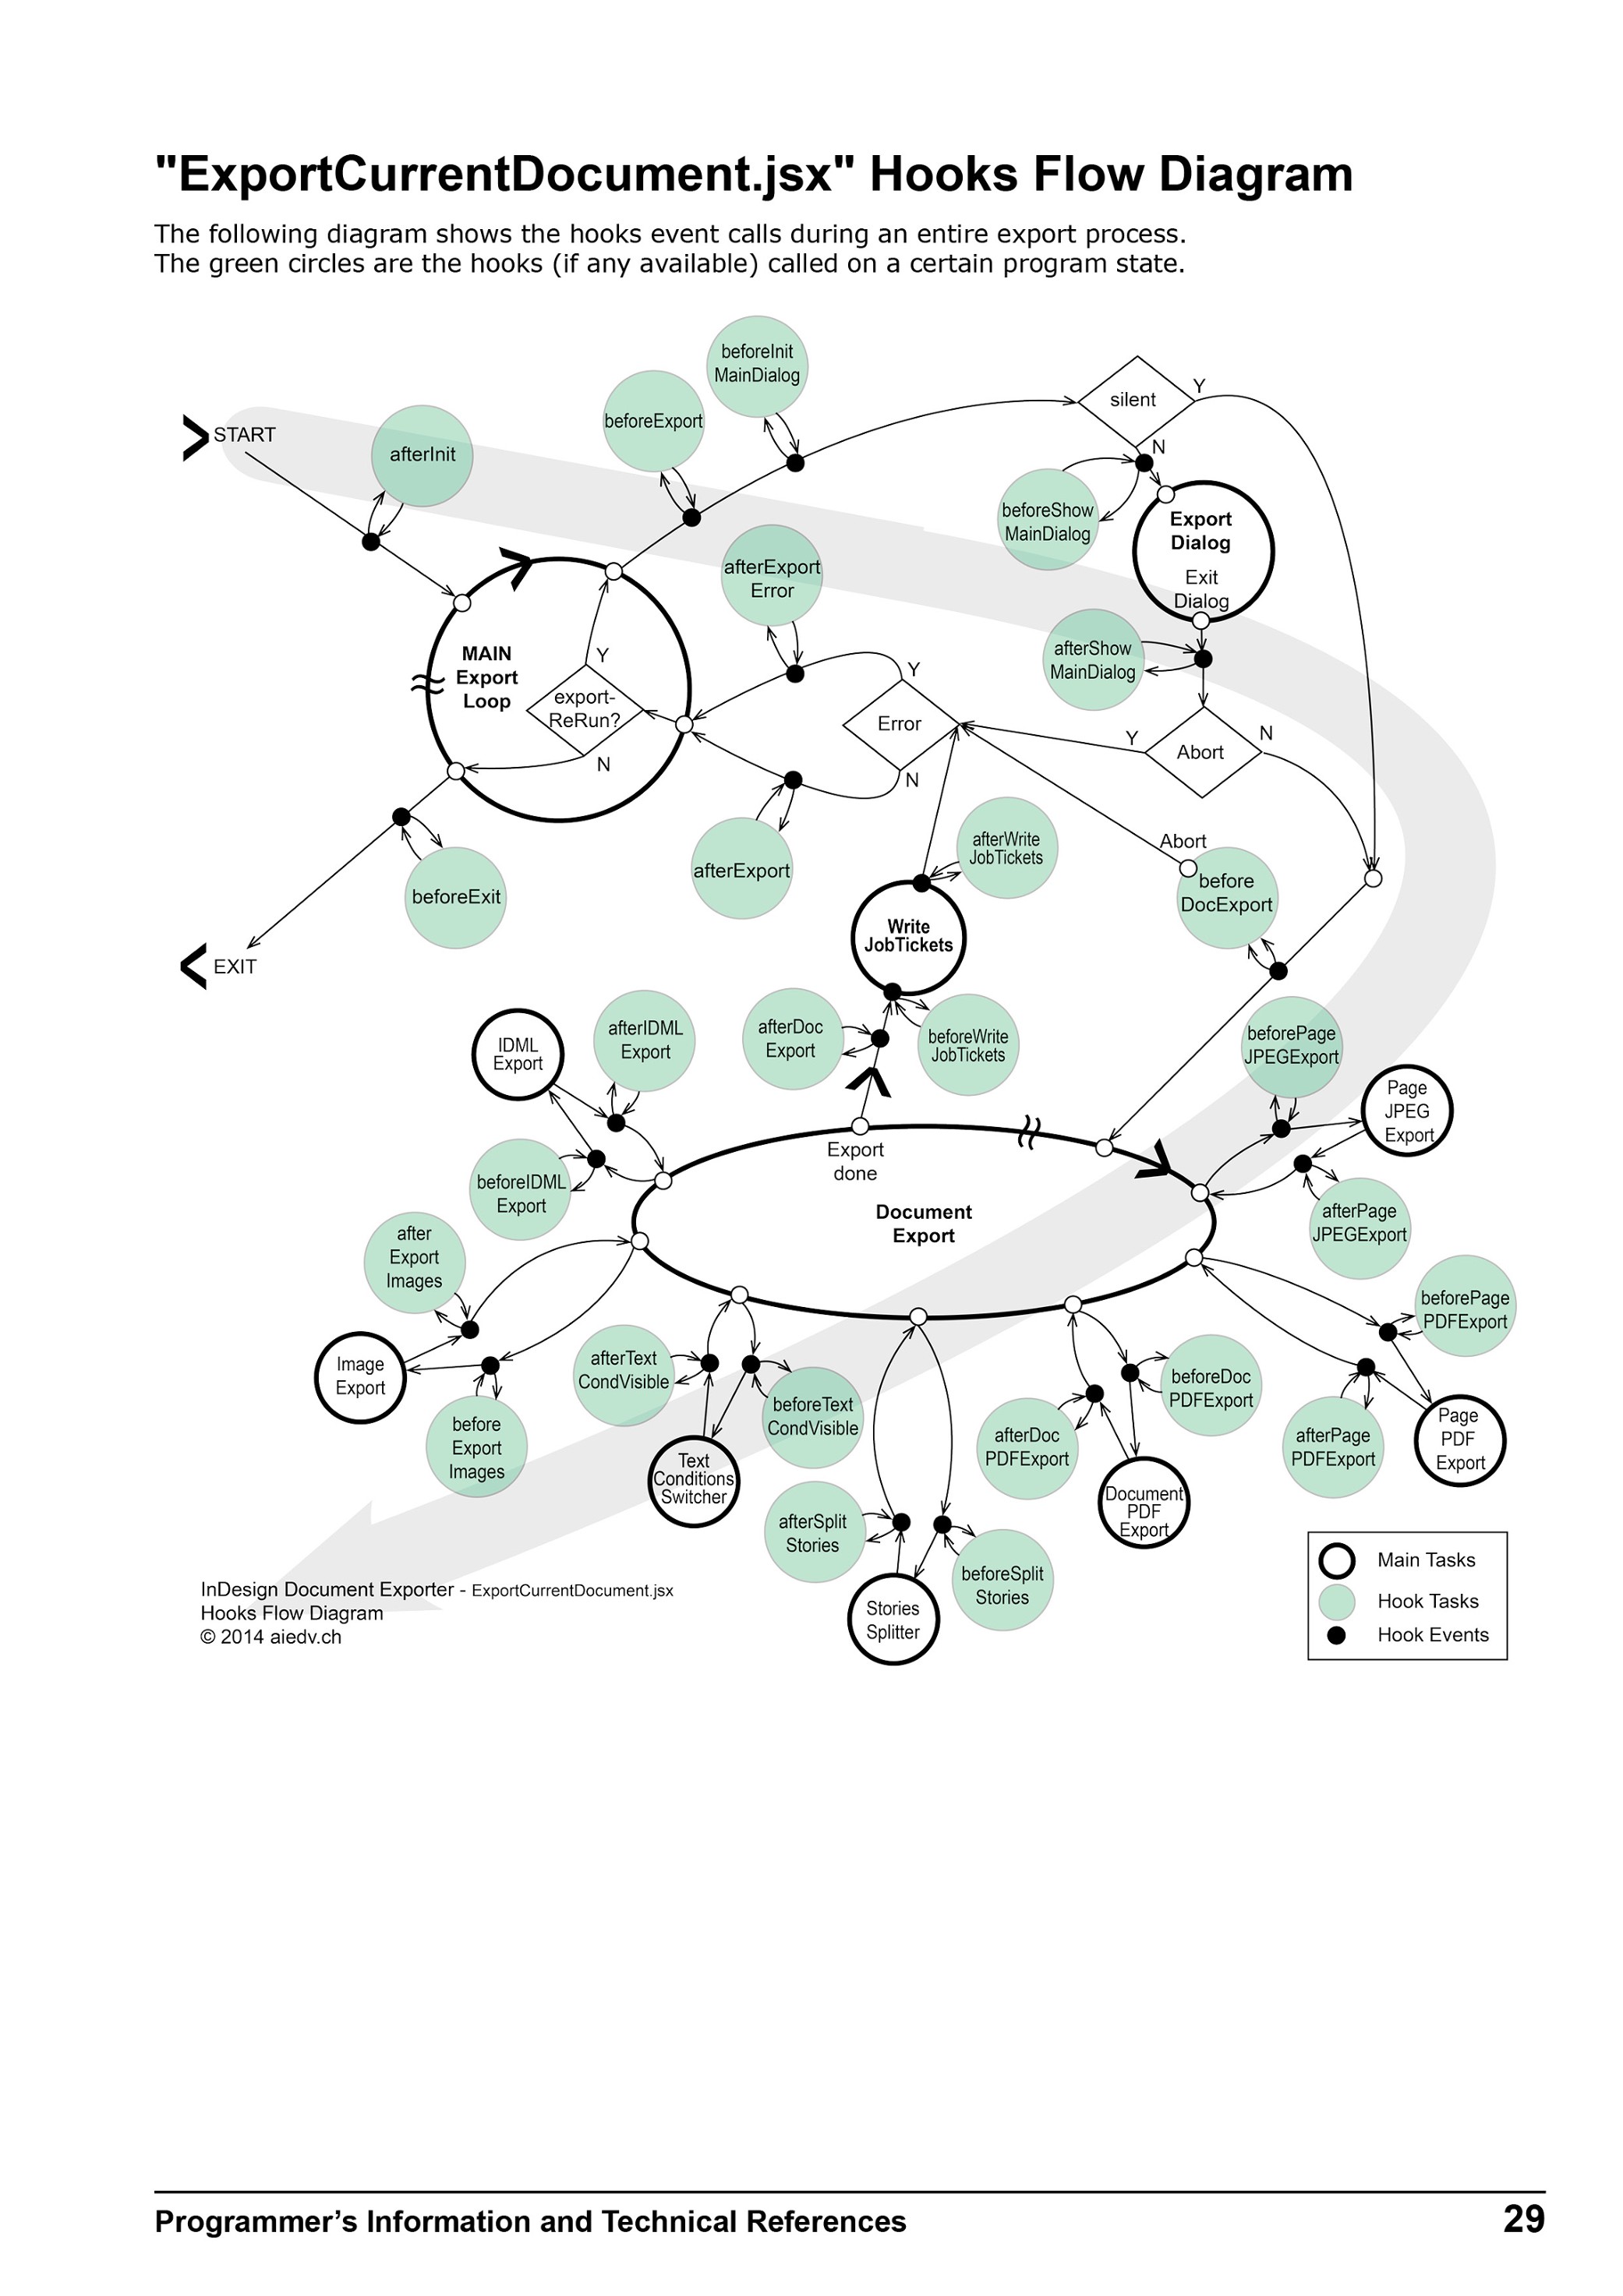 "ExportCurrentDocument.jsx" Hooks Flow Diagram
The following diagram shows the hooks event calls during an entire export process.
The green circles are the hooks (if any available) called on a certain program state.
START
afterInit
beforeExport
beforeInit
MainDialog
silent
Y
N
beforeShow
MainDialog
Export
Dialog
Exit
Dialog
afterShow
MainDialog
Abort
Y
N
MAIN
Export
Loop
export-
ReRun?
Y
N
afterExport
Error
Error
Y
N
afterExport
beforeExit
EXIT
Abort
before
DocExport
afterWrite
JobTickets
Write
JobTickets
beforeWrite
JobTickets
afterDoc
Export
Export
done
Document
Export
IDML
Export
afterIDML
Export
beforeIDML
Export
after
Export
Images
Image
Export
before
Export
Images
afterText
CondVisible
beforeText
CondVisible
Text
Conditions
Switcher
afterSplit
Stories
beforeSplit
Stories
Stories
Splitter
afterDoc
PDFExport
beforeDoc
PDFExport
Document
PDF
Export
beforePage
JPEGExport
Page
JPEG
Export
afterPage
JPEGExport
beforePage
PDFExport
afterPage
PDFExport
Page
PDF
Export
Main Tasks
Hook Tasks
Hook Events
InDesign Document Exporter - ExportCurrentDocument.jsx
Hooks Flow Diagram
© 2014 aiedv.ch
Programmer’s Information and Technical References
29